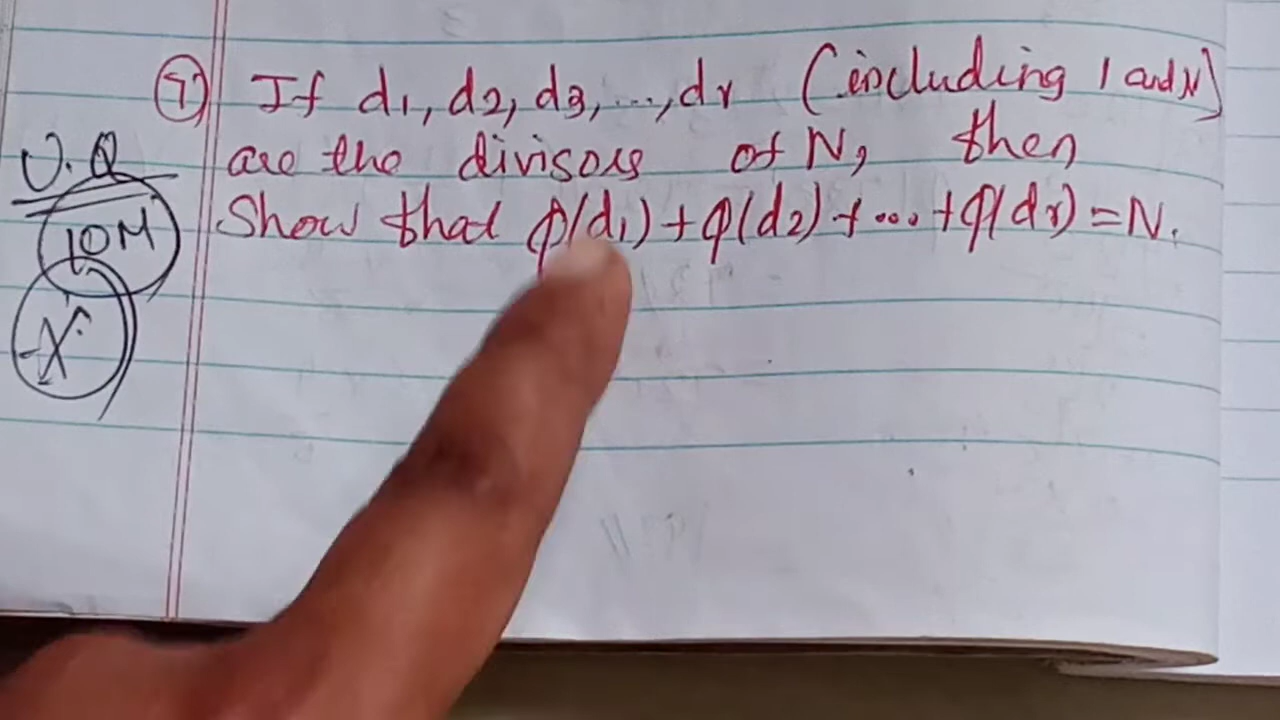 7) If d1, d2, d3, ..., dr (including 1 and N)
U.Q are the divisors of N, then
10M Show that φ(d1) + φ(d2) + ... + φ(dr) = N.